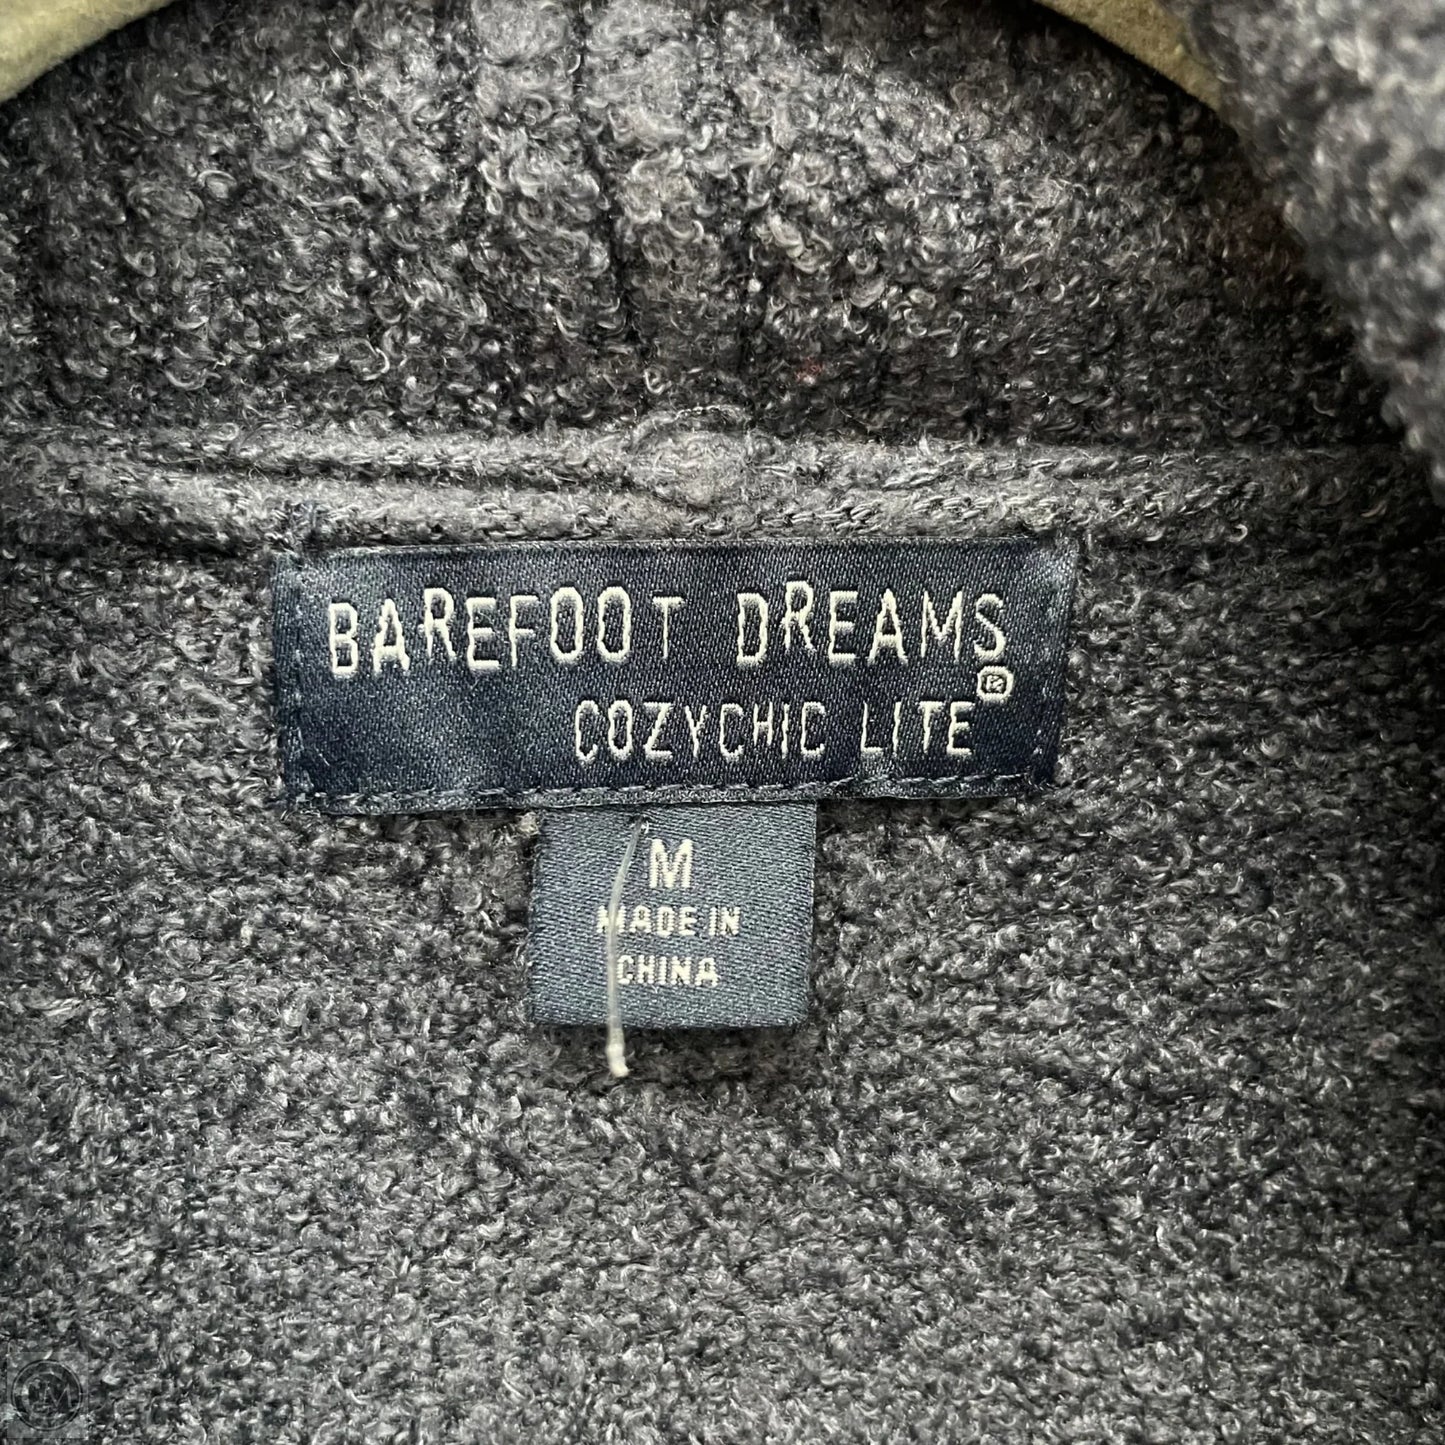 BAREFOOT DREAMS®
COZYCHIC LITE
M
MADE IN
CHINA